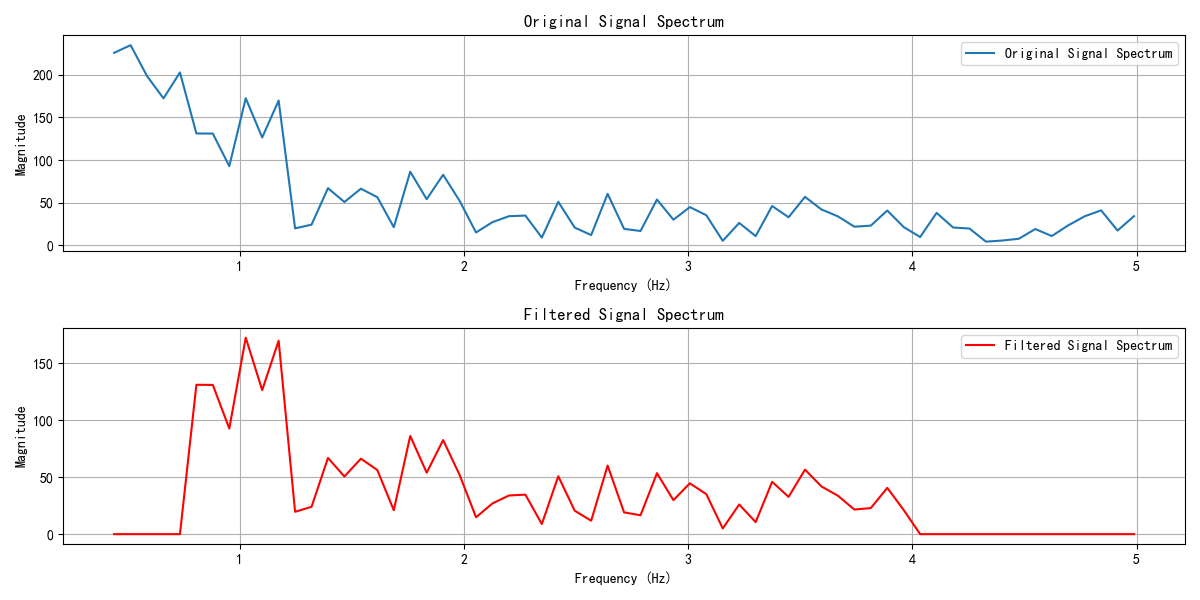 Original Signal Spectrum
Original Signal Spectrum
Magnitude
200
150
100
50
0
1 2 3 4 5
Frequency (Hz)
Filtered Signal Spectrum
Filtered Signal Spectrum
Magnitude
150
100
50
0
1 2 3 4 5
Frequency (Hz)